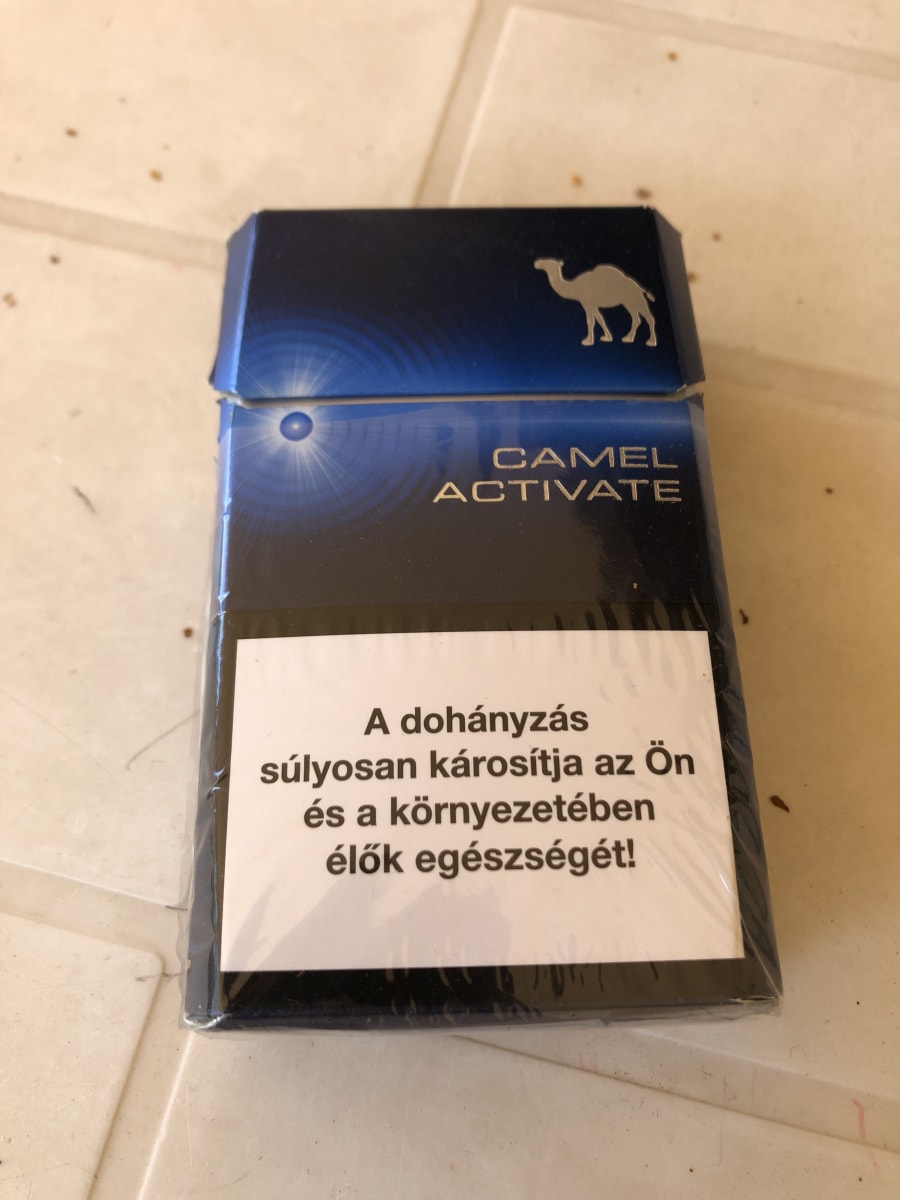 CAMEL
ACTIVATE
A dohányzás
súlyosan károsítja az Ön
és a környezetében
élők egészségét!